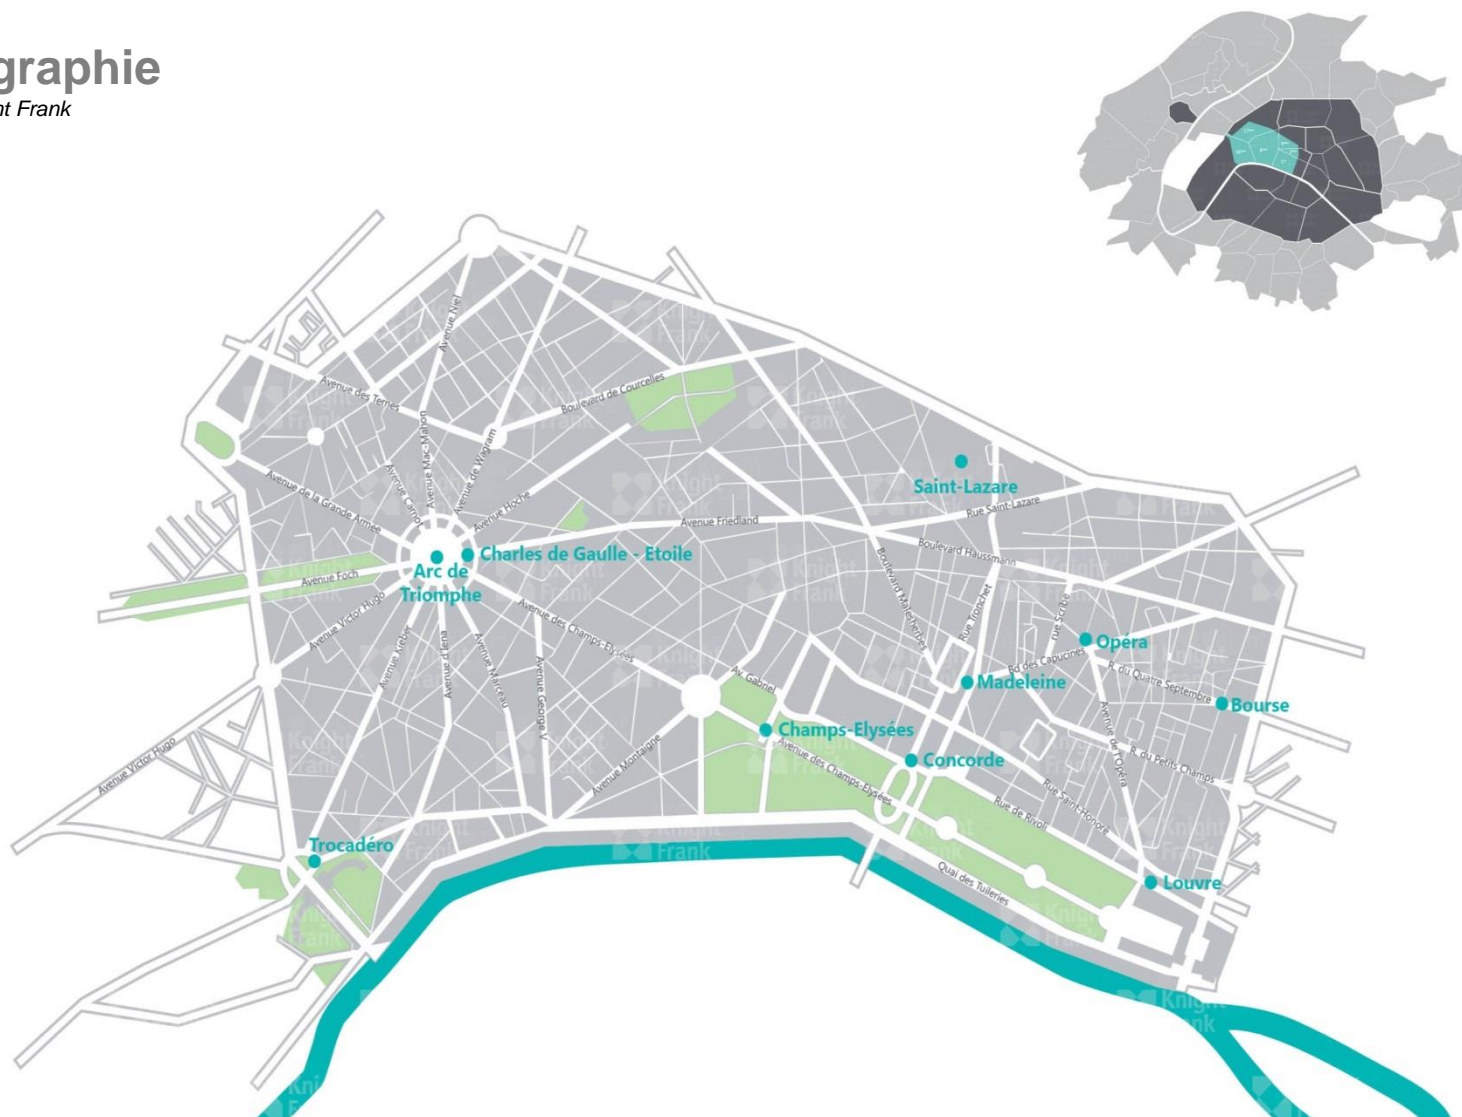 graphie
nt Frank
Avenue Niel
Avenue des Ternes
Boulevard de Courcelles
Avenue Mac-Mahon
Avenue de Wagram
Avenue Carnot
Avenue Hoche
Avenue de la Grande Armée
Saint-Lazare
Rue Saint-Lazare
Avenue Friedland
Boulevard Haussmann
Charles de Gaulle - Etoile
Arc de
Triomphe
Avenue Foch
Avenue Victor Hugo
Avenue des Champs-Elysées
Boulevard Malesherbes
Rue Tronchet
rue Scribe
Opéra
Bd des Capucines
Avenue Kleber
Avenue d'Iéna
Avenue Marceau
Avenue George V
Av. Gabriel
Madeleine
R. du Quatre Septembre
Bourse
Avenue Victor Hugo
Avenue Montaigne
Champs-Elysées
Avenue des Champs-Elysées
Concorde
Avenue de l'Opéra
R. du Petits Champs
Rue de Rivoli
Rue Saint-Honoré
Trocadéro
Quai des Tuileries
Louvre
Knight
Frank